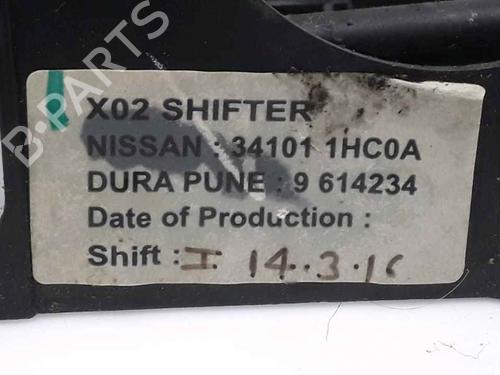 B-PARTS
X02 SHIFTER
NISSAN : 34101 1HC0A
DURA PUNE : 9 614234
Date of Production :
Shift : I 14.3.16